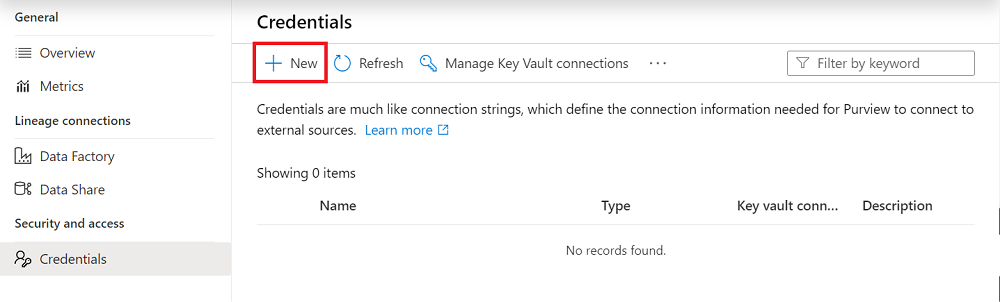 General
Overview
Metrics
Lineage connections
Data Factory
Data Share
Security and access
Credentials
Credentials
New Refresh Manage Key Vault connections ··· Filter by keyword
Credentials are much like connection strings, which define the connection information needed for Purview to connect to
external sources. Learn more
Showing 0 items
Name Type Key vault conn... Description
No records found.